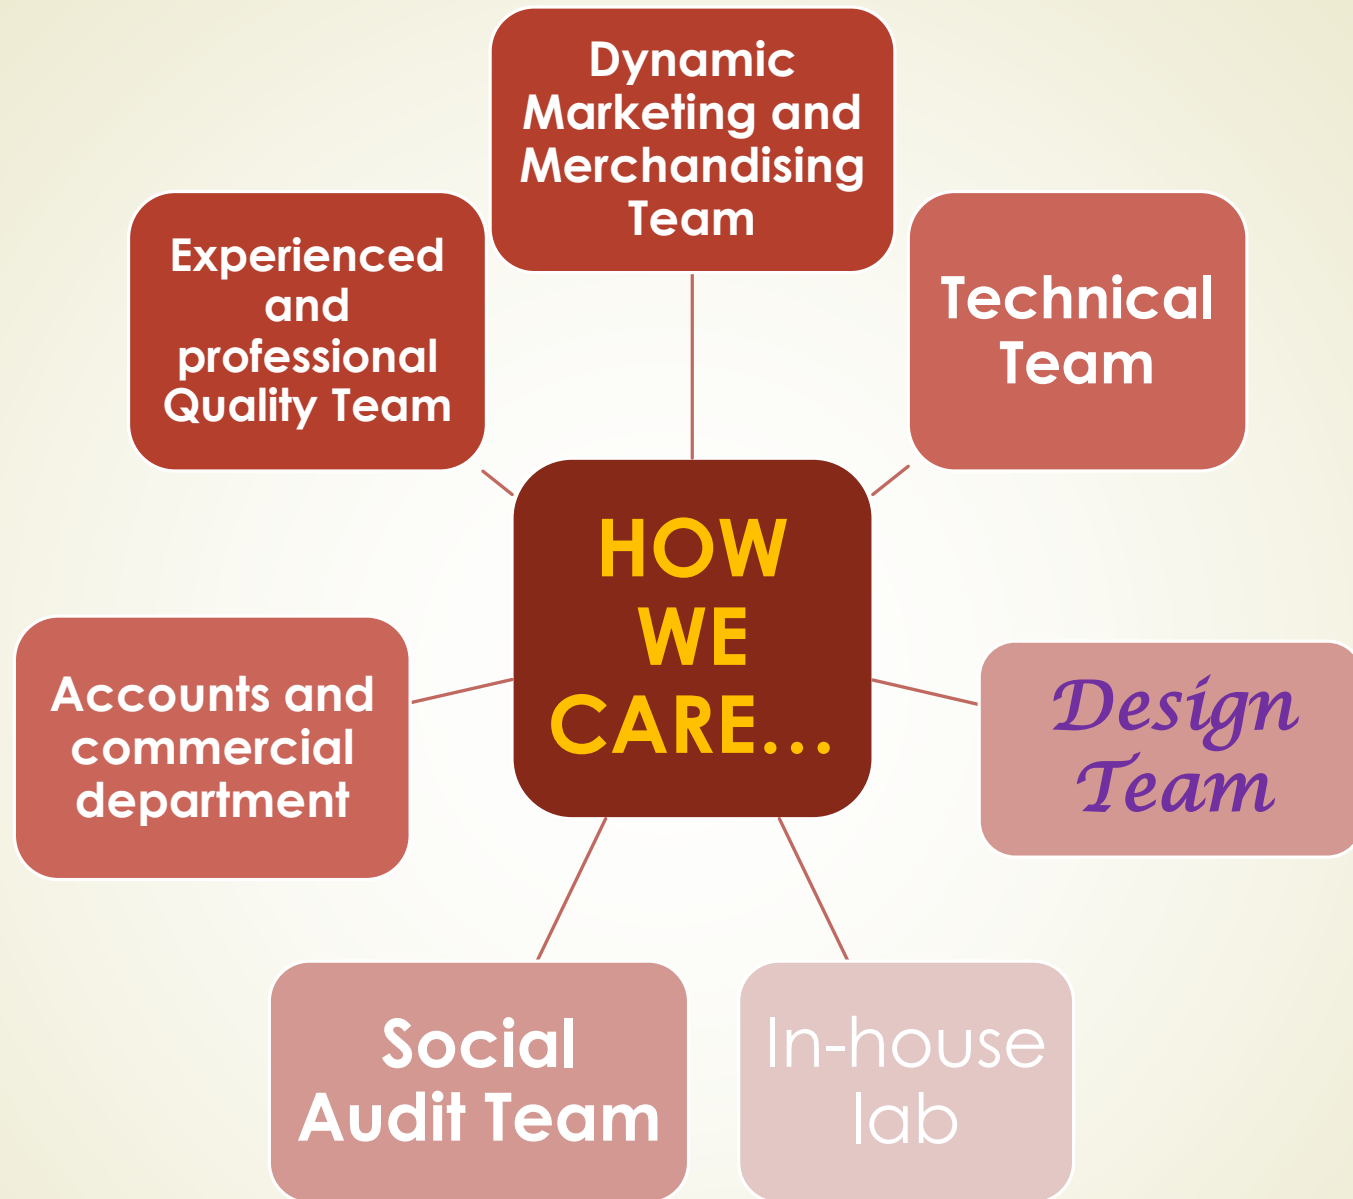 Dynamic
Marketing and
Merchandising
Team
Experienced
and
professional
Quality Team
Technical
Team
HOW
WE
CARE...
Accounts and
commercial
department
Design
Team
Social
Audit Team
In-house
lab